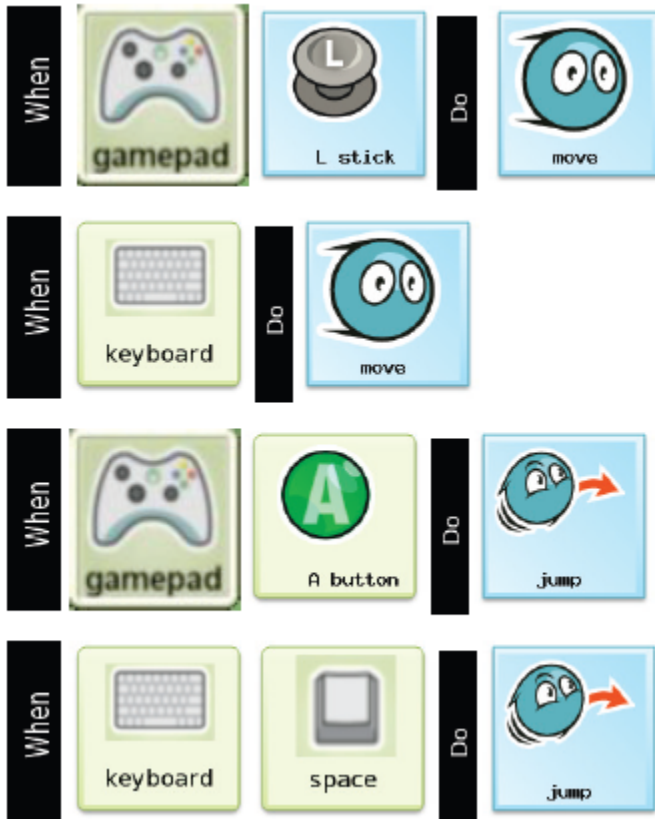 When gamepad L L stick Do move
When keyboard Do move
When gamepad A A button Do jump
When keyboard space Do jump